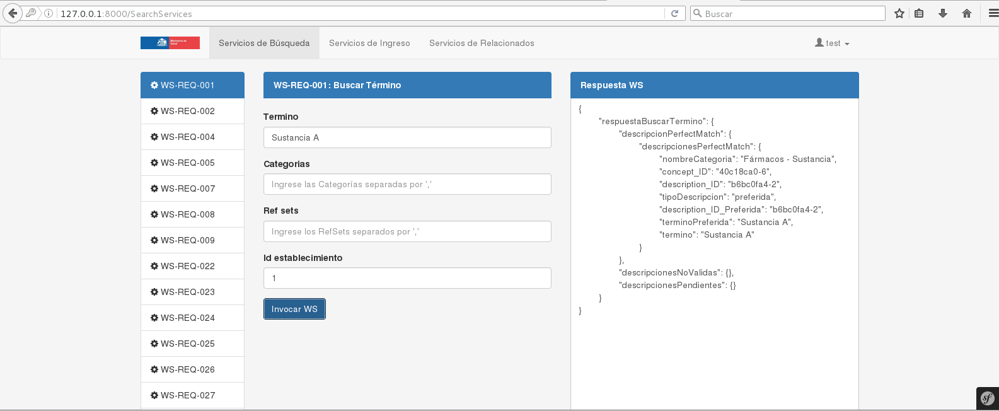 127.0.0.1:8000/SearchServices
Buscar
Ministerio de
Salud
Servicios de Búsqueda
Servicios de Ingreso
Servicios de Relacionados
test
WS-REQ-001
WS-REQ-002
WS-REQ-004
WS-REQ-005
WS-REQ-007
WS-REQ-008
WS-REQ-009
WS-REQ-022
WS-REQ-023
WS-REQ-024
WS-REQ-025
WS-REQ-026
WS-REQ-027
WS-REQ-001: Buscar Término
Termino
Sustancia A
Categorias
Ingrese las Categorías separadas por ','
Ref sets
Ingrese los RefSets separados por ','
Id establecimiento
1
Invocar WS
Respuesta WS
{
"respuestaBuscarTermino": {
"descripcionPerfectMatch": {
"descripcionesPerfectMatch": {
"nombreCategoria": "Fármacos - Sustancia",
"concept_ID": "40c18ca0-6",
"description_ID": "b6bc0fa4-2",
"tipoDescripcion": "preferida",
"description_ID_Preferida": "b6bc0fa4-2",
"terminoPreferida": "Sustancia A",
"termino": "Sustancia A"
}
},
"descripcionesNoValidas": {},
"descripcionesPendientes": {}
}
}
sf